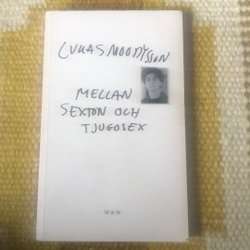 LUKAS MOODYSSON
MELLAN
SEXTON OCH
TJUGOSEX
W&W